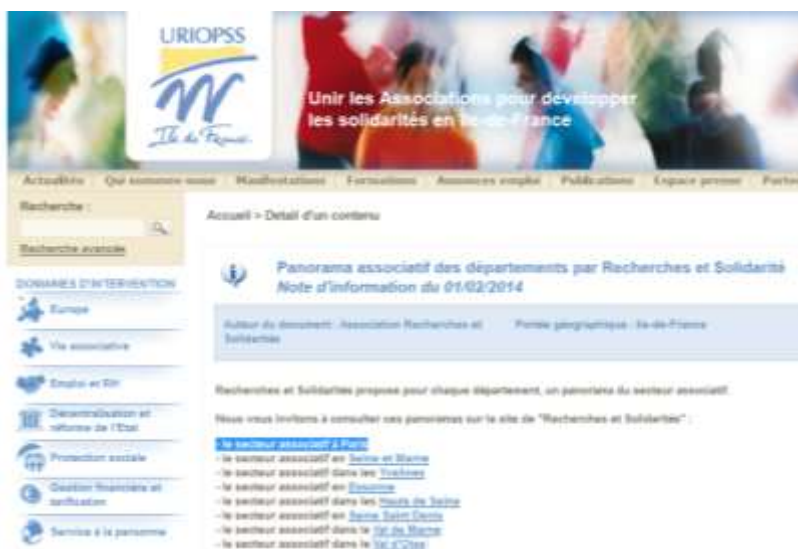 URIOPSS
Ile de France
Unir les Associations pour développer
les solidarités en Ile-de-France
Actualités Qui sommes-nous Manifestations Formations Annonces emploi Publications Espace presse Parte
Recherche :
Recherche avancée
Accueil > Détail d'un contenu
Panorama associatif des départements par Recherches et Solidarité
Note d'information du 01/02/2014
Auteur du document : Association Recherches et Solidarités
Portée géographique : Ile-de-France
DOMAINES D'INTERVENTION
Europe
Vie associative
Emploi et RH
Décentralisation et
réforme de l'Etat
Protection sociale
Gestion financière et
tarification
Service à la personne
Recherches et Solidarités propose pour chaque département, un panorama du secteur associatif.
Nous vous invitons à consulter ces panoramas sur le site de "Recherches et Solidarités" :
- le secteur associatif à Paris
- le secteur associatif en Seine et Marne
- le secteur associatif dans les Yvelines
- le secteur associatif en Essonne
- le secteur associatif dans les Hauts de Seine
- le secteur associatif en Seine Saint Denis
- le secteur associatif dans le Val de Marne
- le secteur associatif dans le Val d'Oise